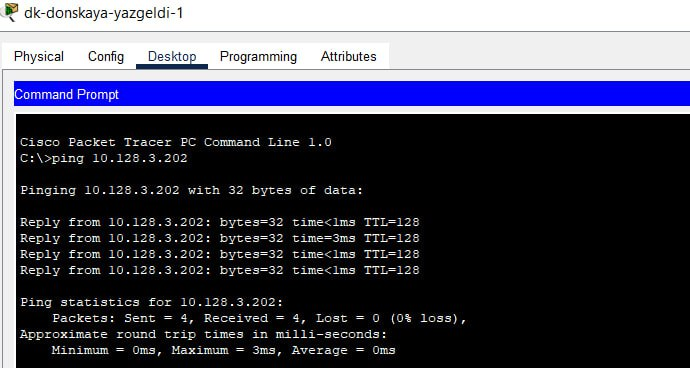 dk-donskaya-yazgeldi-1
Physical Config Desktop Programming Attributes
Command Prompt
Cisco Packet Tracer PC Command Line 1.0
C:\>ping 10.128.3.202
Pinging 10.128.3.202 with 32 bytes of data:
Reply from 10.128.3.202: bytes=32 time<1ms TTL=128
Reply from 10.128.3.202: bytes=32 time=3ms TTL=128
Reply from 10.128.3.202: bytes=32 time<1ms TTL=128
Reply from 10.128.3.202: bytes=32 time<1ms TTL=128
Ping statistics for 10.128.3.202:
Packets: Sent = 4, Received = 4, Lost = 0 (0% loss),
Approximate round trip times in milli-seconds:
Minimum = 0ms, Maximum = 3ms, Average = 0ms